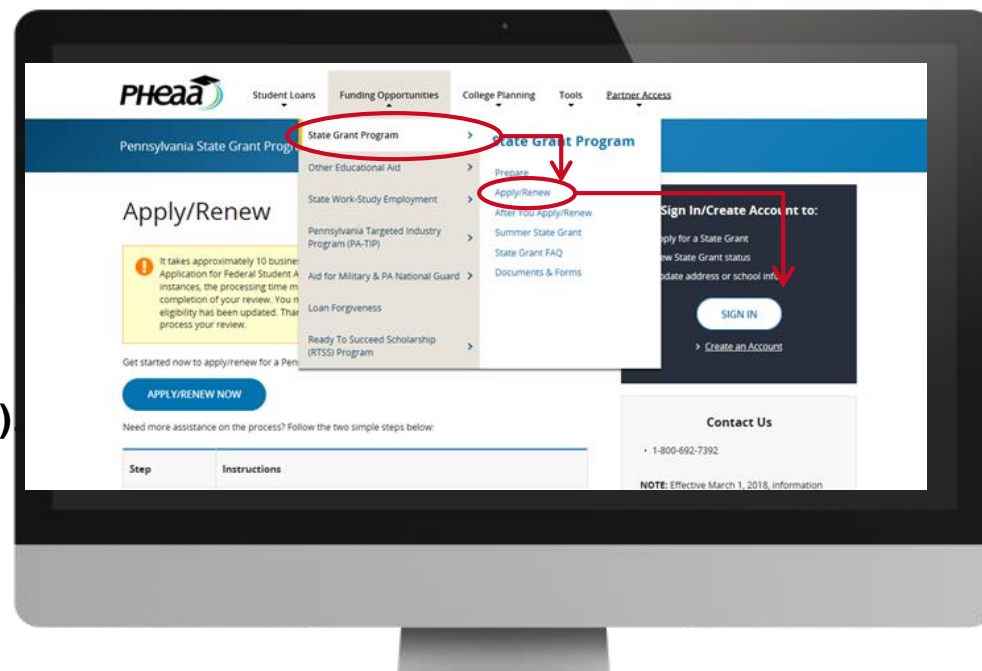 PHEAA
Student Loans
Funding Opportunities
College Planning
Tools
Partner Access
Pennsylvania State Grant
State Grant Program
Other Educational Aid
State Work-Study Employment
Pennsylvania Targeted Industry
Program (PA-TIP)
Aid for Military & PA National Guard
Loan Forgiveness
Ready To Succeed Scholarship
(RTSS) Program
State Grant Program
Prepare
Apply/Renew
After You Apply/Renew
Summer State Grant
State Grant FAQ
Documents & Forms
Apply/Renew
It takes approximately 10
Application for Federal Student
instances, the processing time
completion of your review. You
eligibility has been updated.
process your review.
Get started now to apply/renew for a
APPLY/RENEW NOW
)
Need more assistance on the process? Follow the two simple steps below:
Step
Instructions
Sign In/Create Account to:
for a State Grant
State Grant status
address or school info
SIGN IN
> Create an Account
Contact Us
• 1-800-692-7392
NOTE: Effective March 1, 2018, information